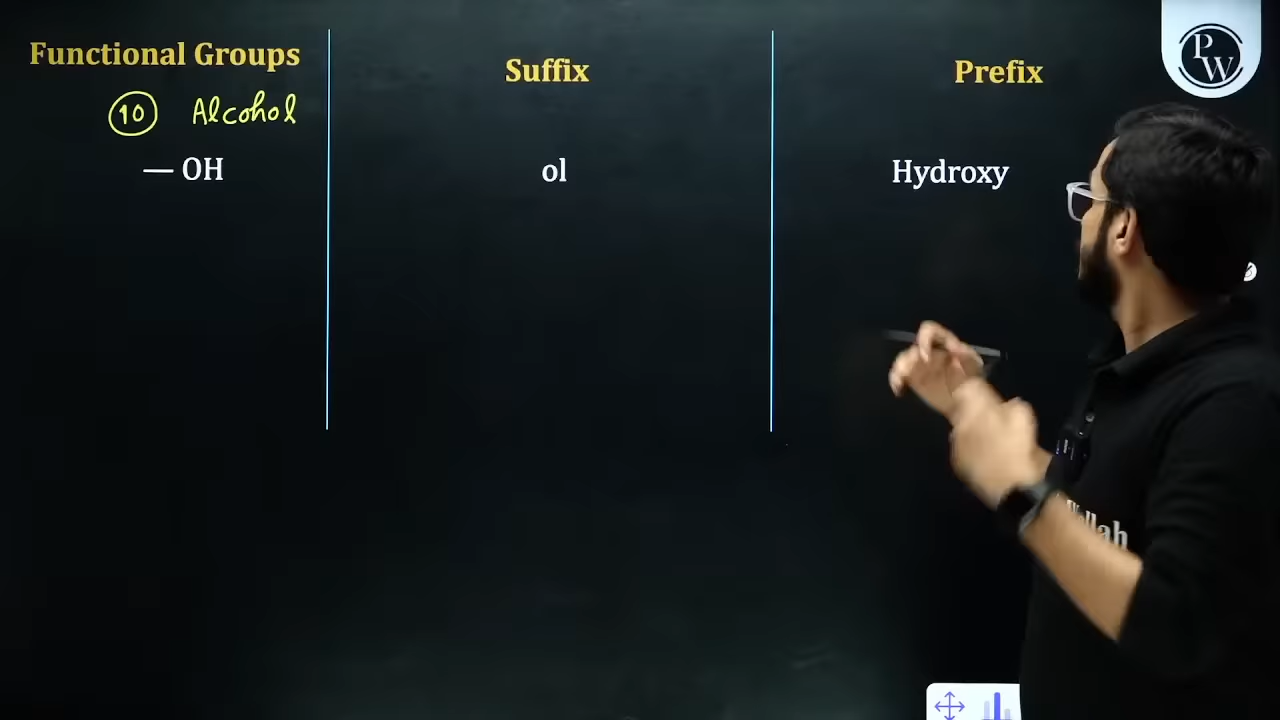 Functional Groups
Suffix
Prefix
10 Alcohol
— OH
ol
Hydroxy
PW